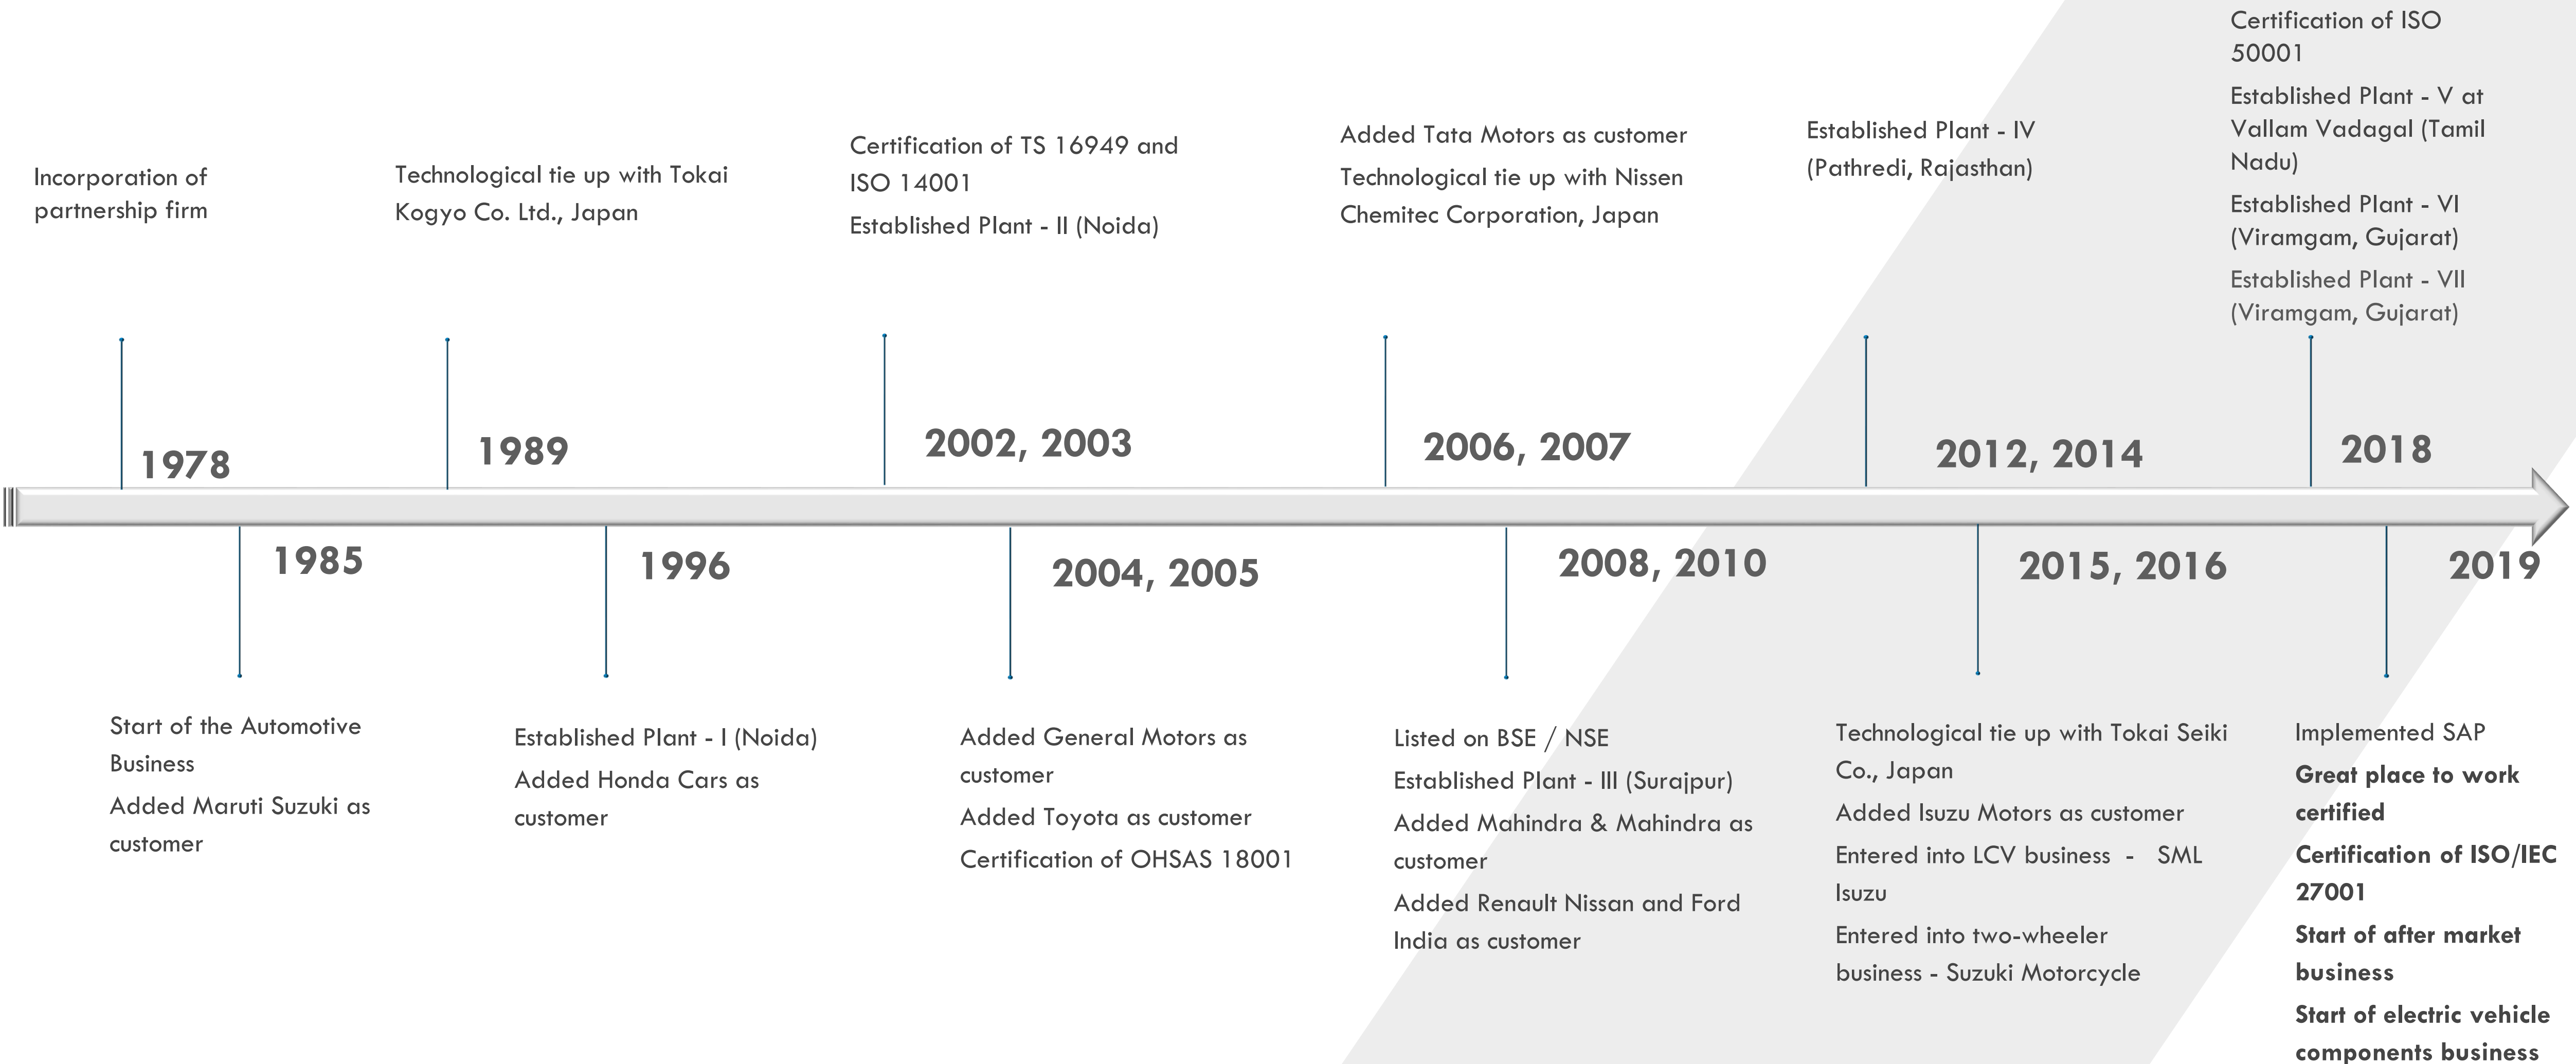 Incorporation of
partnership firm
1978
1985
Start of the Automotive
Business
Added Maruti Suzuki as
customer
Technological tie up with Tokai
Kogyo Co. Ltd., Japan
1989
1996
Established Plant - I (Noida)
Added Honda Cars as
customer
Certification of TS 16949 and
ISO 14001
Established Plant - II (Noida)
2002, 2003
2004, 2005
Added General Motors as
customer
Added Toyota as customer
Certification of OHSAS 18001
Added Tata Motors as customer
Technological tie up with Nissen
Chemitec Corporation, Japan
2006, 2007
2008, 2010
Listed on BSE / NSE
Established Plant - III (Surajpur)
Added Mahindra & Mahindra as
customer
Added Renault Nissan and Ford
India as customer
Established Plant - IV
(Pathredi, Rajasthan)
2012, 2014
2015, 2016
Technological tie up with Tokai Seiki
Co., Japan
Added Isuzu Motors as customer
Entered into LCV business - SML
Isuzu
Entered into two-wheeler
business - Suzuki Motorcycle
Certification of ISO
50001
Established Plant - V at
Vallam Vadagal (Tamil
Nadu)
Established Plant - VI
(Viramgam, Gujarat)
Established Plant - VII
(Viramgam, Gujarat)
2018
2019
Implemented SAP
Great place to work
certified
Certification of ISO/IEC
27001
Start of after market
business
Start of electric vehicle
components business